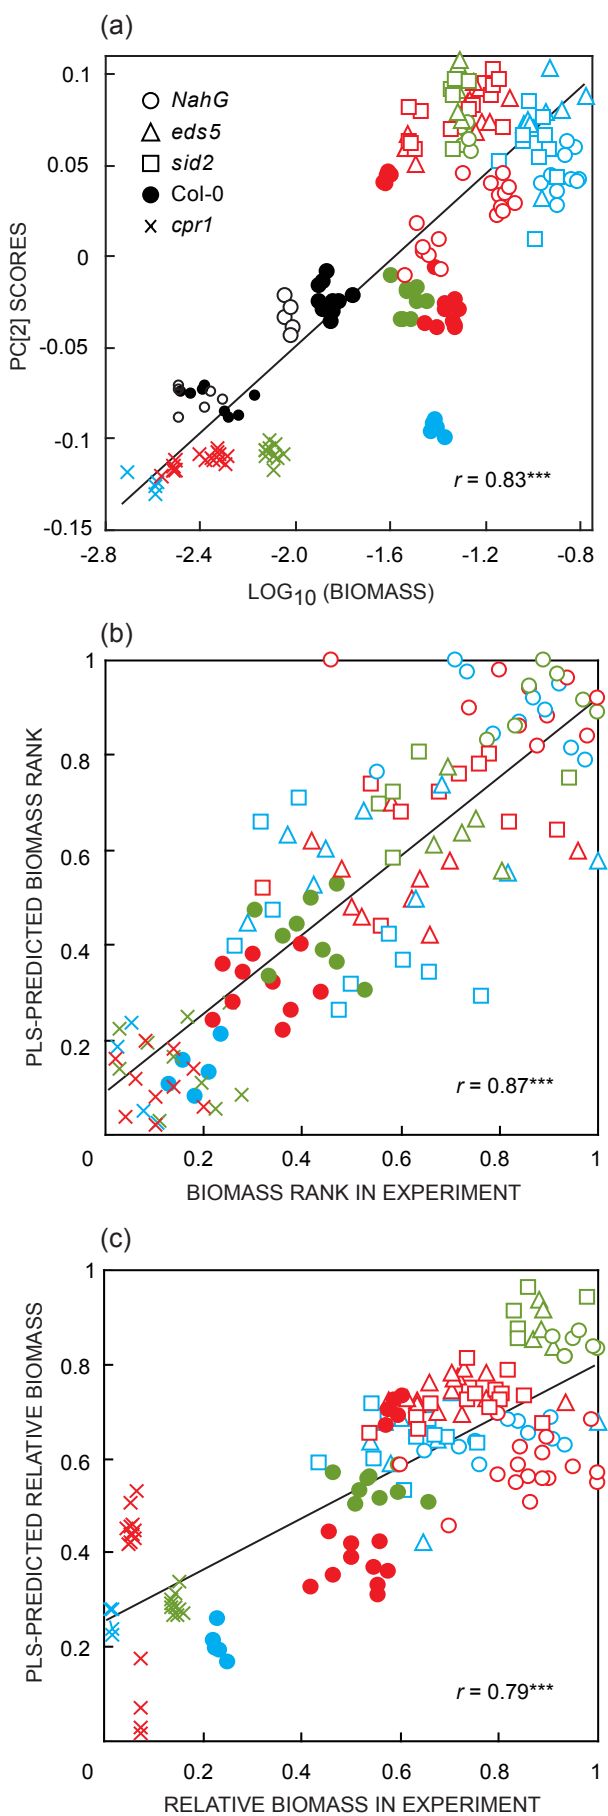 (a)
0.1
0.05
0
-0.05
-0.1
-0.15
PC[2] SCORES
NahG
eds5
sid2
Col-0
cpr1
r = 0.83***
-2.8
-2.4
-2.0
-1.6
-1.2
-0.8
LOG10 (BIOMASS)
(b)
1
0.8
0.6
0.4
0.2
PLS-PREDICTED BIOMASS RANK
r = 0.87***
0
0.2
0.4
0.6
0.8
1
BIOMASS RANK IN EXPERIMENT
(c)
1
0.8
0.6
0.4
0.2
PLS-PREDICTED RELATIVE BIOMASS
r = 0.79***
0
0.2
0.4
0.6
0.8
1
RELATIVE BIOMASS IN EXPERIMENT